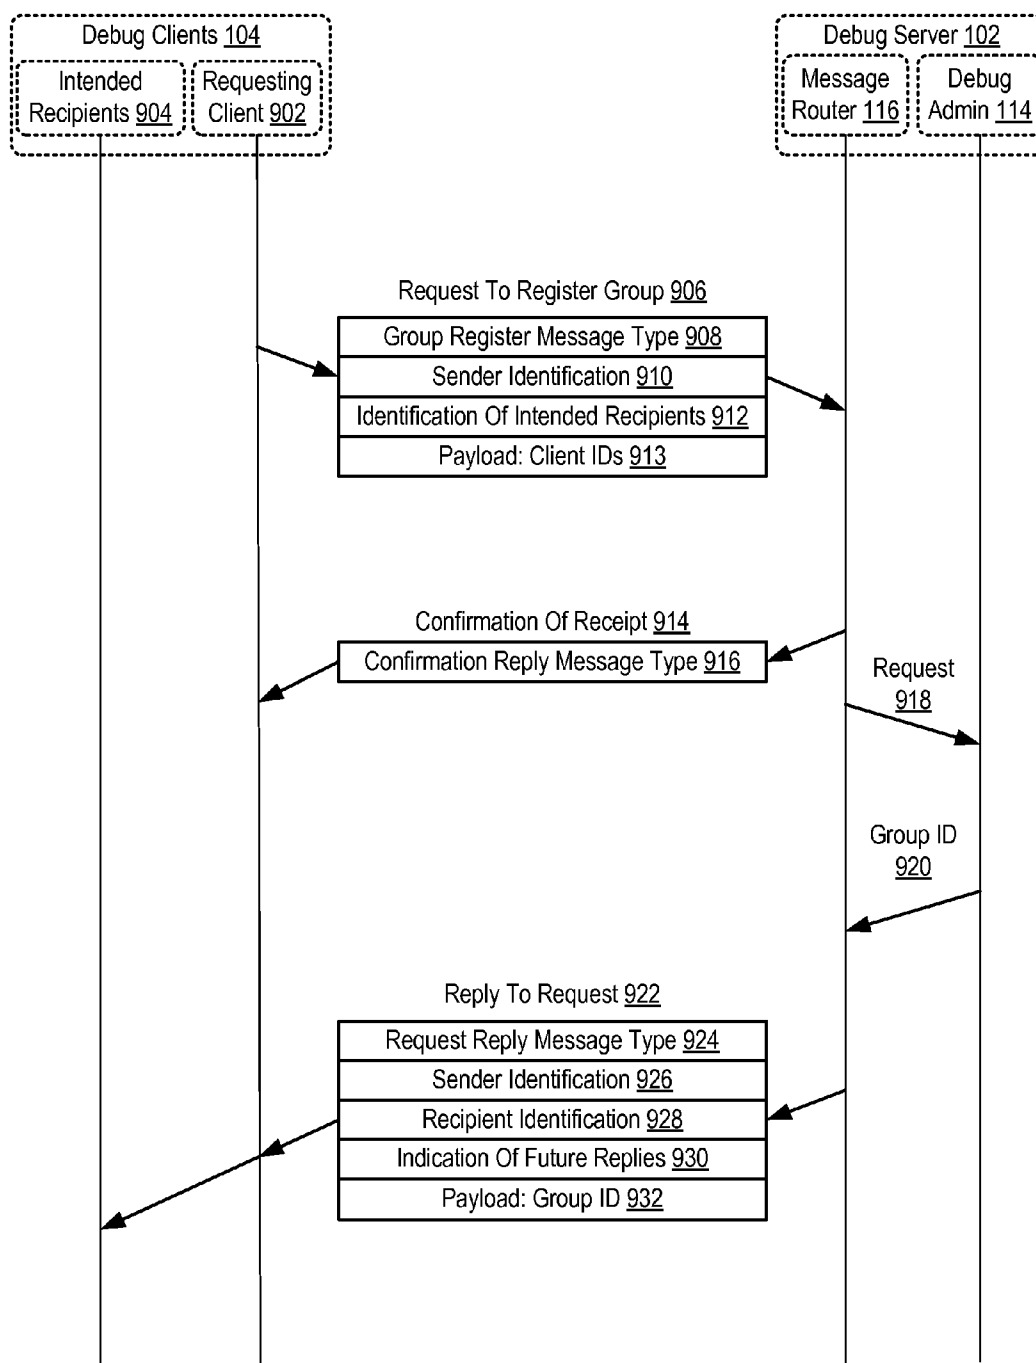 Debug Clients 104
Intended
Recipients 904
Requesting
Client 902
Debug Server 102
Message
Router 116
Debug
Admin 114
Request To Register Group 906
Group Register Message Type 908
Sender Identification 910
Identification Of Intended Recipients 912
Payload: Client IDs 913
Confirmation Of Receipt 914
Confirmation Reply Message Type 916
Request
918
Group ID
920
Reply To Request 922
Request Reply Message Type 924
Sender Identification 926
Recipient Identification 928
Indication Of Future Replies 930
Payload: Group ID 932